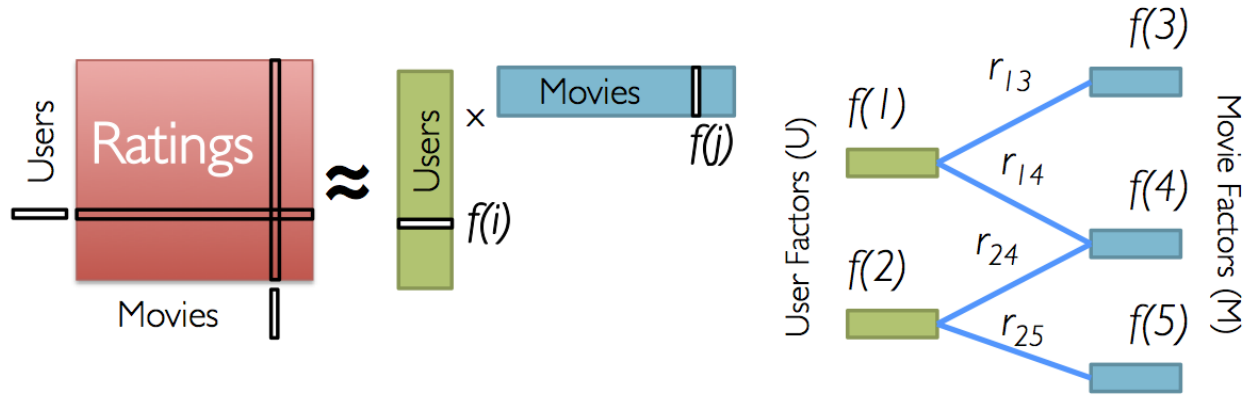 Users
Ratings
Movies
≈
Users
f(i)
x
Movies
f(j)
User Factors (U)
f(1)
f(2)
r13
r14
r24
r25
f(3)
f(4)
f(5)
Movie Factors (M)